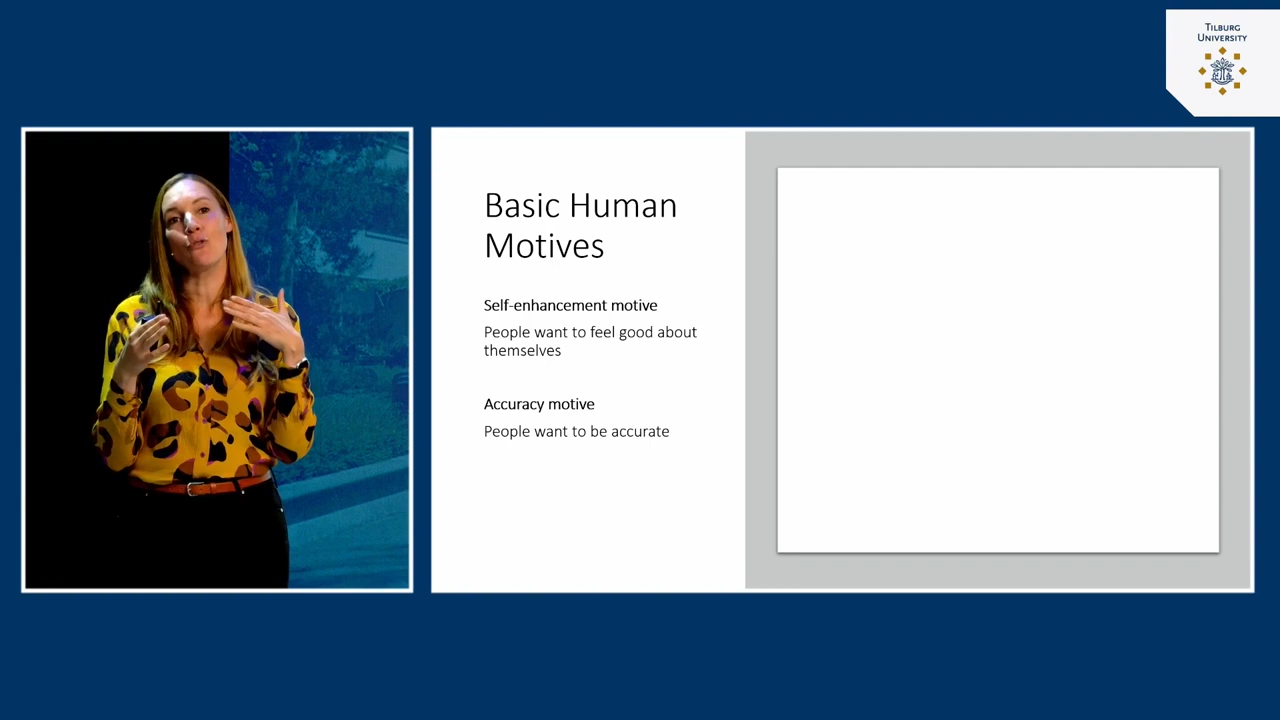 TILBURG
UNIVERSITY
Basic Human
Motives
Self-enhancement motive
People want to feel good about
themselves
Accuracy motive
People want to be accurate